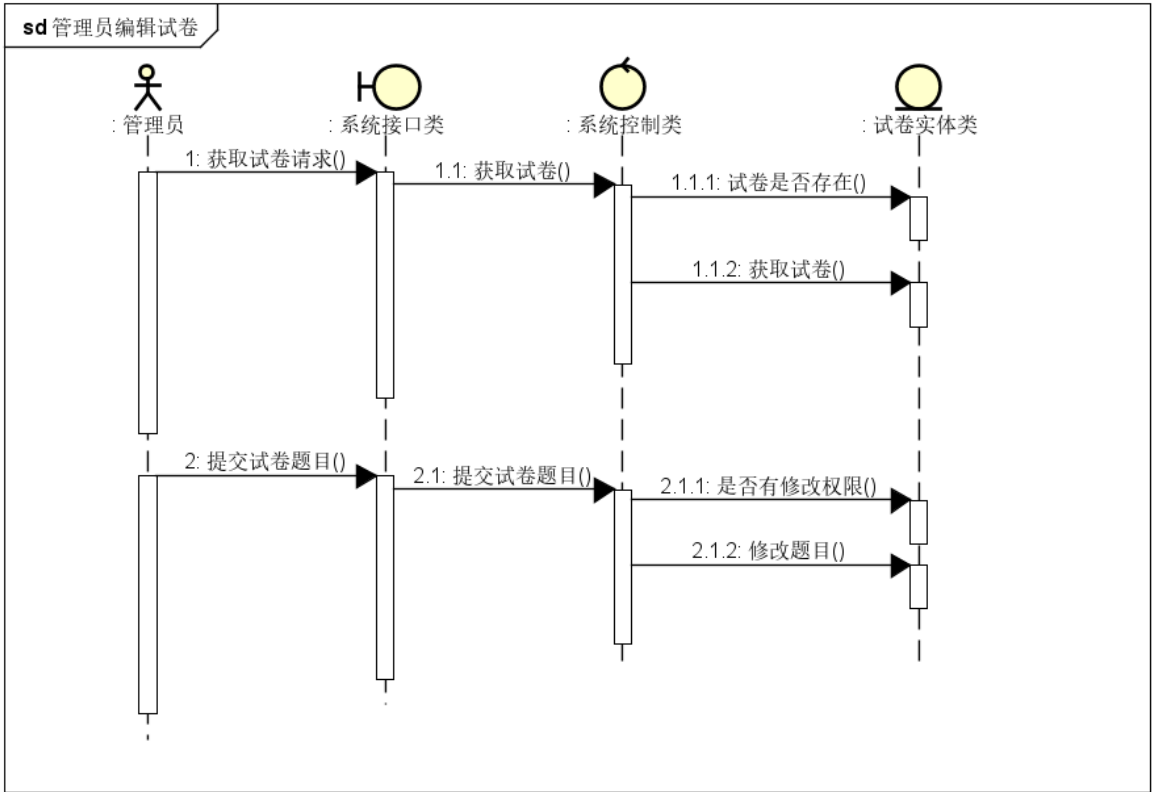 sd 管理员编辑试卷
: 管理员
: 系统接口类
: 系统控制类
: 试卷实体类
1: 获取试卷请求()
1.1: 获取试卷()
1.1.1: 试卷是否存在()
1.1.2: 获取试卷()
2: 提交试卷题目()
2.1: 提交试卷题目()
2.1.1: 是否有修改权限()
2.1.2: 修改题目()